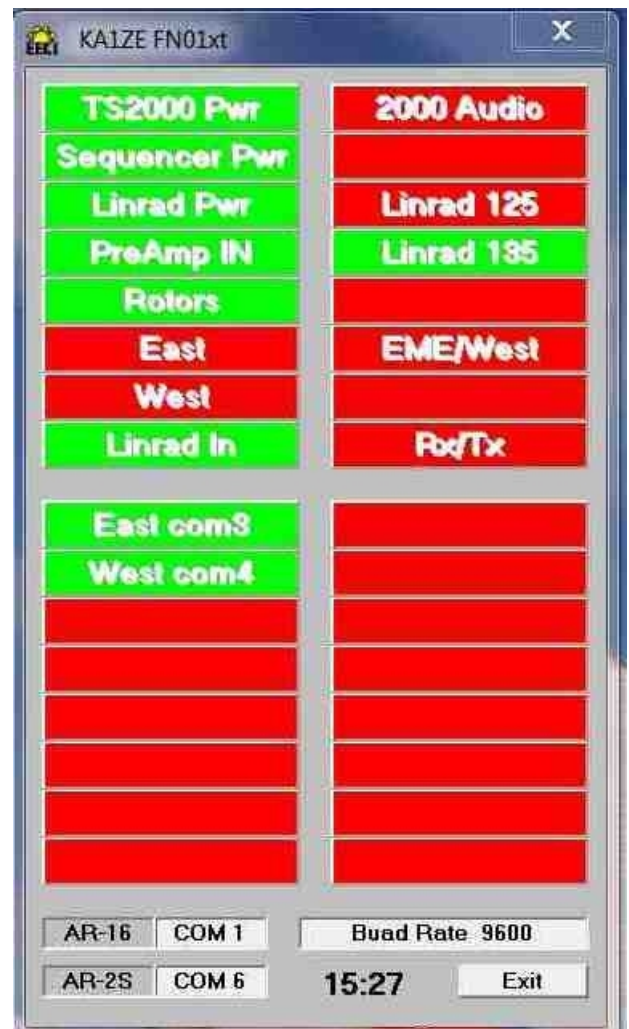 EECI KA1ZE FN01xt X
TS2000 Pwr 2000 Audio
Sequencer Pwr
Linrad Pwr Linrad 125
PreAmp IN Linrad 135
Rotors
East EME/West
West
Linrad In Rx/Tx
East com3
West com4
AR-16 COM 1 Buad Rate 9600
AR-2S COM 6 15:27 Exit